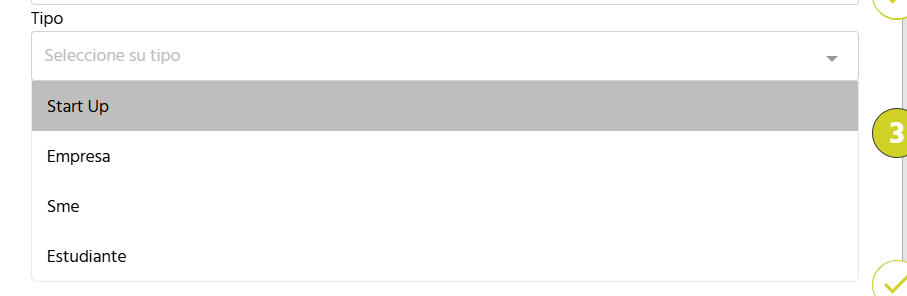 Tipo
Seleccione su tipo
Start Up
3
Empresa
Sme
Estudiante